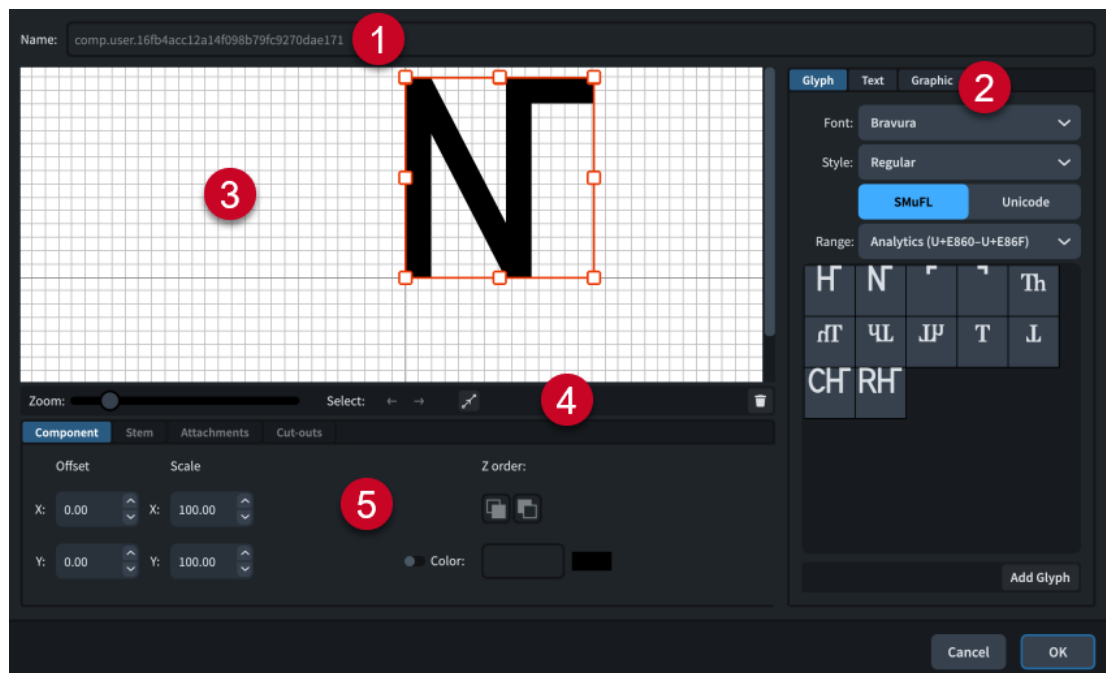 Name: comp.user.16fb4acc12a14f098b79fc9270dae171
1
Glyph Text Graphic
2
Font: Bravura
Style: Regular
SMuFL Unicode
Range: Analytics (U+E860–U+E86F)
3
Th
T
CH RH
Zoom: Select: ← →
4
Component Stem Attachments Cut-outs
Offset Scale Z order:
X: 0.00 X: 100.00
5
Y: 0.00 Y: 100.00 Color:
Add Glyph
Cancel OK